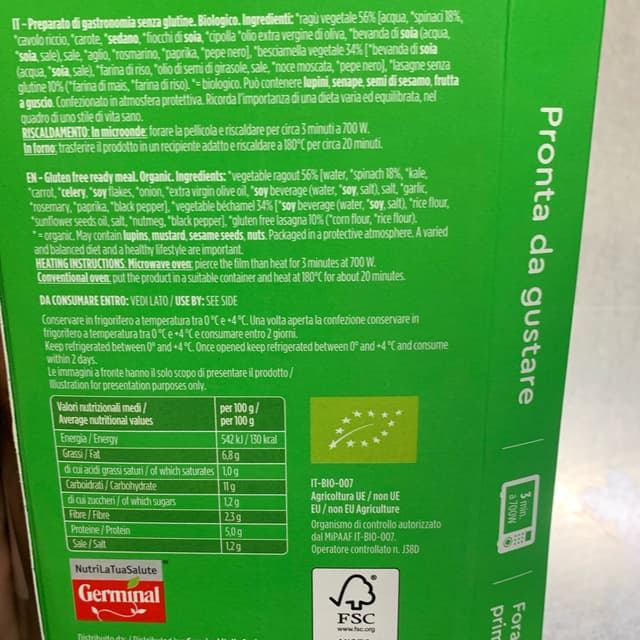 IT - Preparato di gastronomia senza glutine. Biologico. Ingredienti: *ragù vegetale 56% [acqua, *spinaci 18%,
*cavolo riccio, *carote, *sedano, *fiocchi di soia, *cipolla *olio extra vergine di oliva, *bevanda di soia (acqua,
*soia, sale), sale, *aglio, *rosmarino, *paprika, *pepe nero], *besciamella vegetale 34% [*bevanda di soia
(acqua, *soia, sale), *farina di riso, *olio di semi di girasole, sale, *noce moscata, *pepe nero], *lasagne senza
glutine 10% (*farina di mais, *farina di riso). *= biologico. Può contenere lupini, senape, semi di sesamo, frutta
a guscio. Confezionato in atmosfera protettiva. Ricorda l'importanza di una dieta varia ed equilibrata, nel
quadro di uno stile di vita sano.
RISCALDAMENTO: In microonde: forare la pellicola e riscaldare per circa 3 minuti a 700 W.
In forno: trasferire il prodotto in un recipiente adatto e riscaldare a 180°C per circa 20 minuti.
EN - Gluten free ready meal. Organic. Ingredients: *vegetable ragout 56% [water, *spinach 18%, *kale,
*carrot, *celery, *soy flakes, *onion, *extra virgin olive oil, *soy beverage (water, *soy, salt), salt, *garlic,
*rosemary, *paprika, *black pepper], *vegetable béchamel 34% [*soy beverage (water, *soy, salt), *rice flour,
*sunflower seeds oil, salt, *nutmeg, *black pepper], *gluten free lasagna 10% (*corn flour, *rice flour).
*= organic. May contain lupins, mustard, sesame seeds, nuts. Packaged in a protective atmosphere. A varied
and balanced diet and a healthy lifestyle are important.
HEATING INSTRUCTIONS. Microwave oven: pierce the film than heat for 3 minutes at 700 W.
Conventional oven: put the product in a suitable container and heat at 180°C for about 20 minutes.
DA CONSUMARE ENTRO: VEDI LATO / USE BY: SEE SIDE
Conservare in frigorifero a temperatura tra 0 °C e +4 °C. Una volta aperta la confezione conservare in
frigorifero a temperatura tra 0 °C e +4 °C e consumare entro 2 giorni.
Keep refrigerated between 0° and +4 °C. Once opened keep refrigerated between 0° and +4 °C and consume
within 2 days.
Le immagini a fronte hanno il solo scopo di presentare il prodotto /
Illustration for presentation purposes only.
Valori nutrizionali medi / per 100 g /
Average nutritional values per 100 g
Energia / Energy 542 kJ / 130 kcal
Grassi / Fat 6,8 g
di cui acidi grassi saturi / of which saturates 1,0 g
Carboidrati / Carbohydrate 11 g
di cui zuccheri / of which sugars 1,2 g
Fibre / Fibre 2,3 g
Proteine / Protein 5,0 g
Sale / Salt 1,2 g
IT-BIO-007
Agricoltura UE / non UE
EU / non EU Agriculture
Organismo di controllo autorizzato
dal MiPAAF IT-BIO-007.
Operatore controllato n. J38D
NutriLaTuaSalute
Germinal
FSC
www.fsc.org
Pronta da gustare
3 min.
a 700W